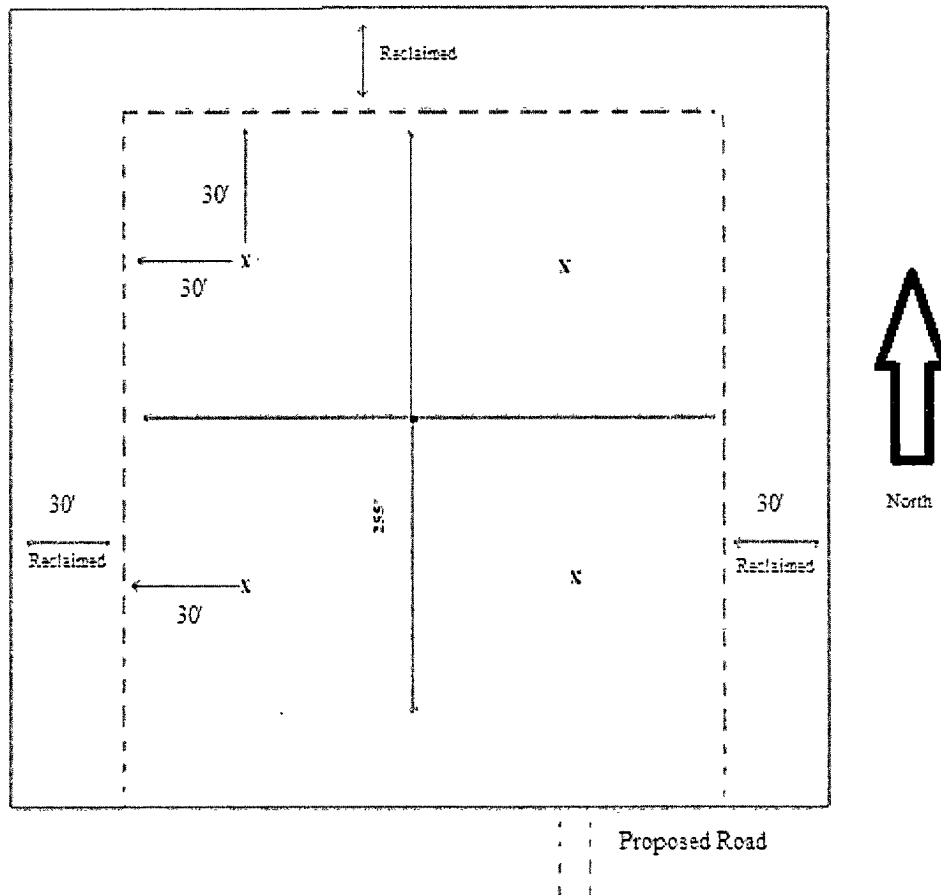 Reclaimed
30'
X
X
30'
30'
30'
North
255'
Reclaimed
Reclaimed
X
X
30'
Proposed Road